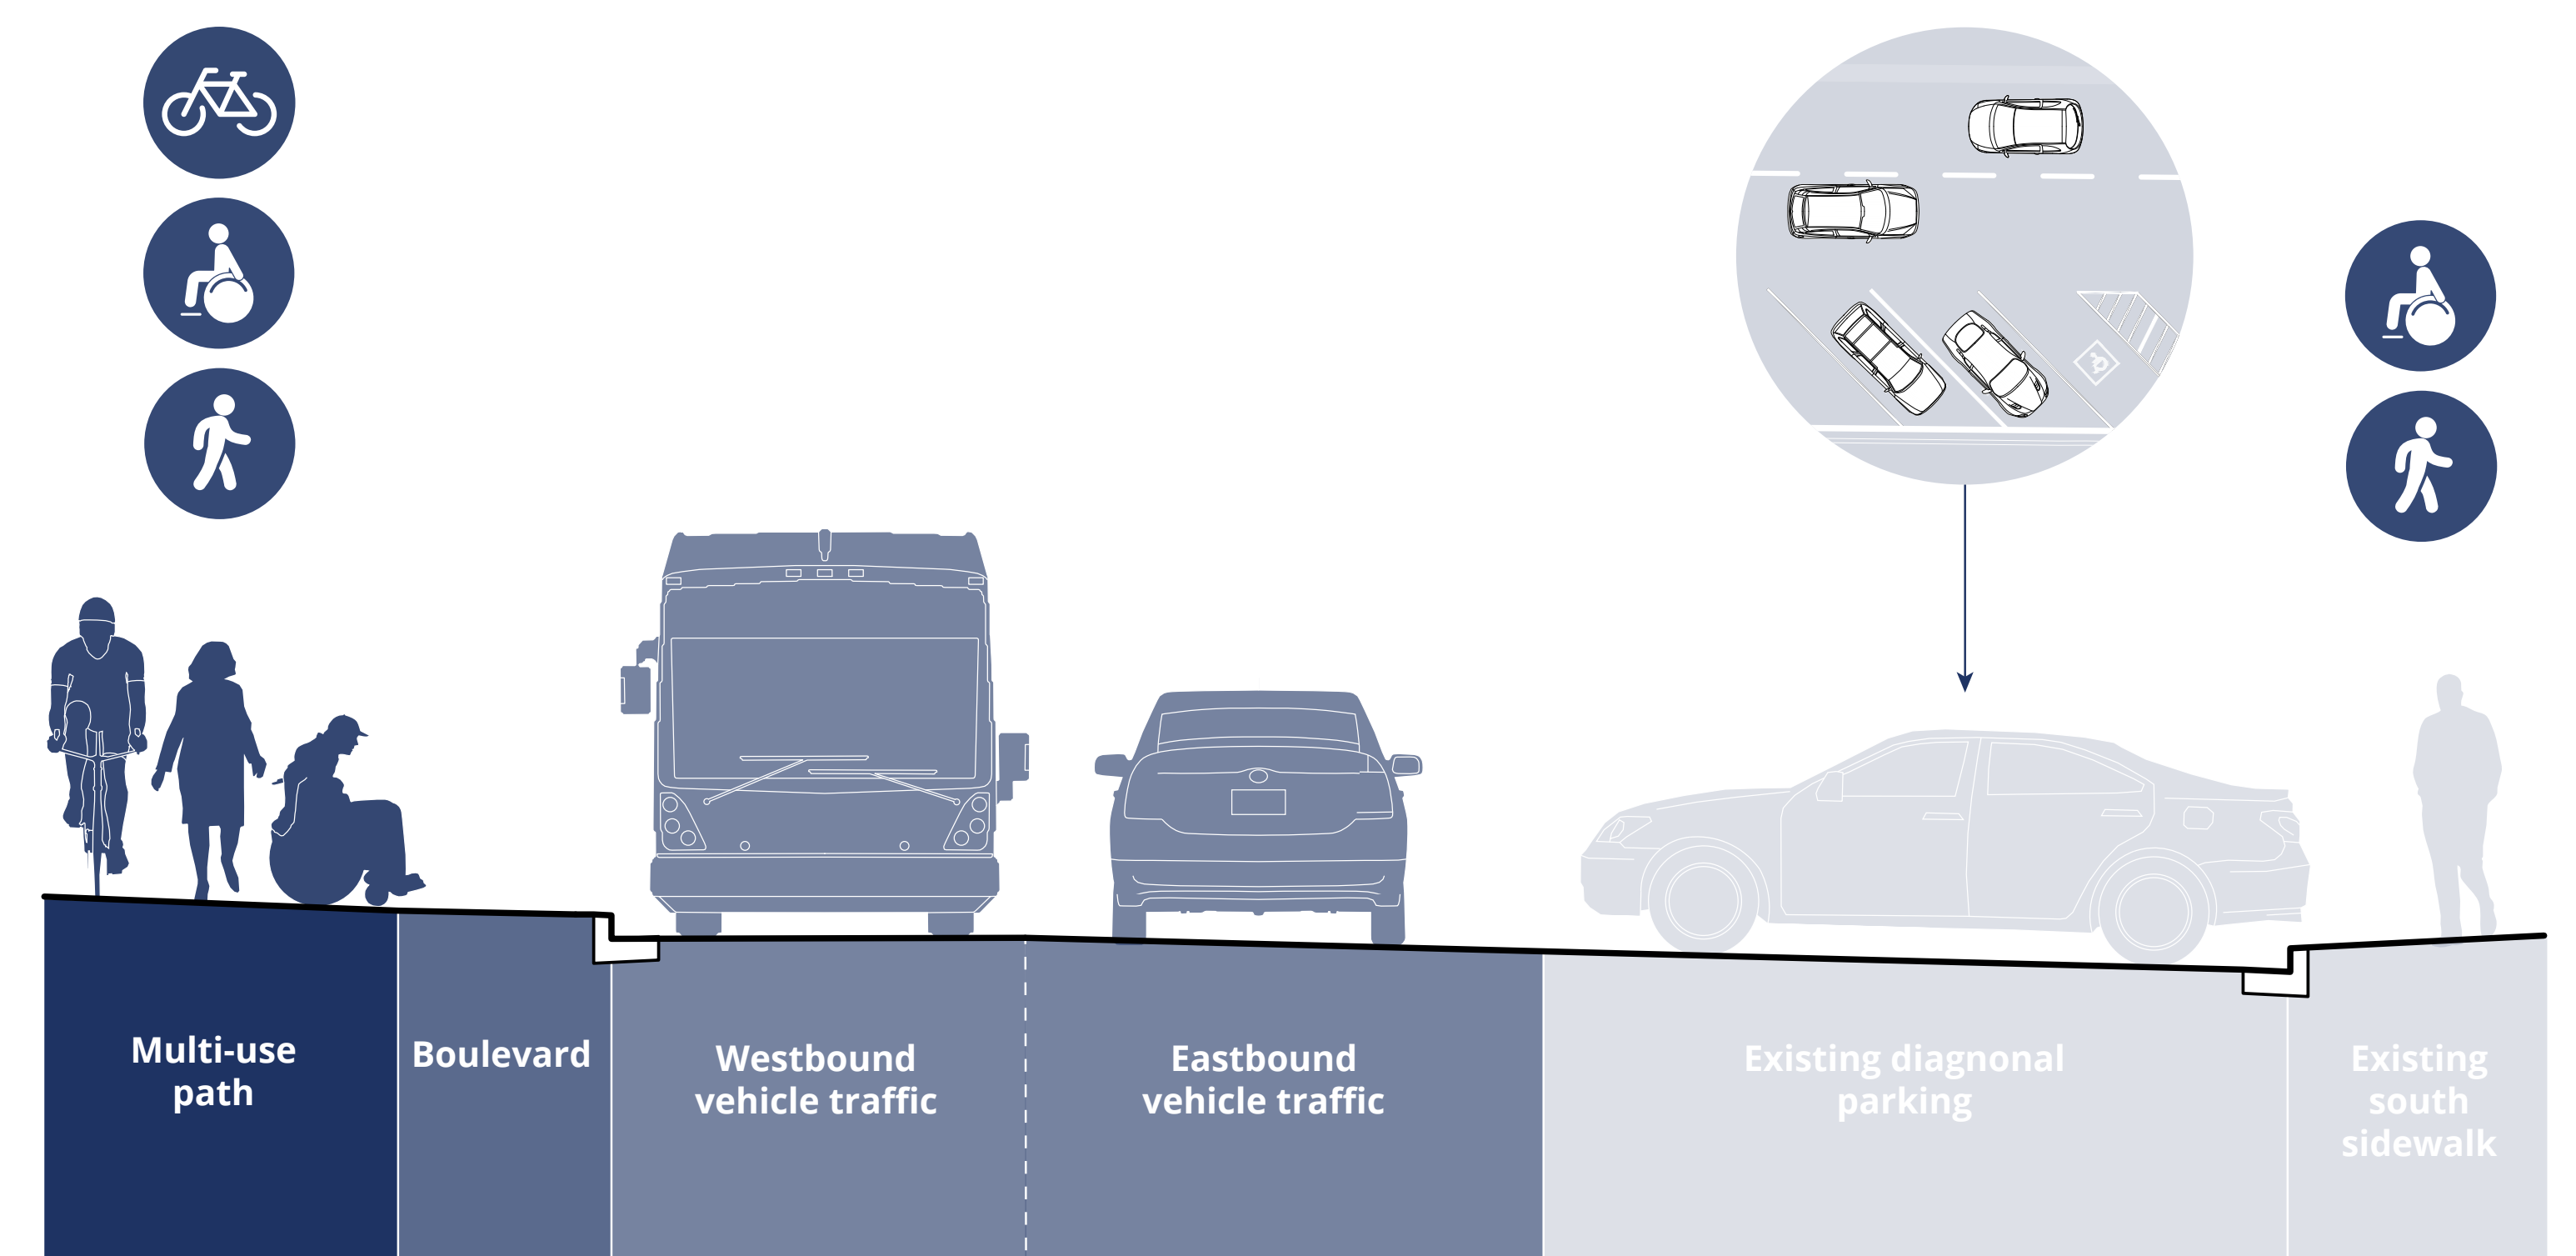 Multi-use
path
Boulevard
Westbound
vehicle traffic
Eastbound
vehicle traffic
Existing diagnonal
parking
Existing
south
sidewalk